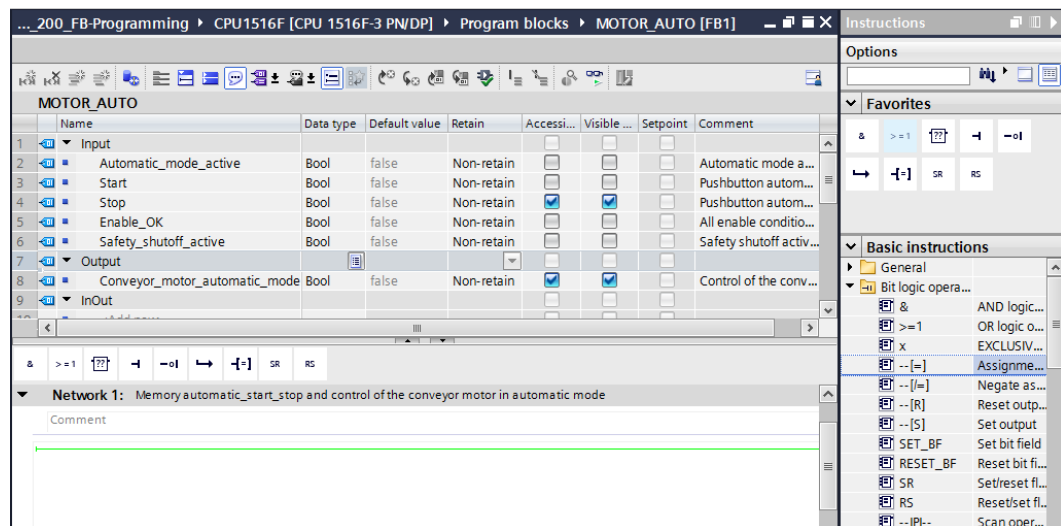 ..._200_FB-Programming ▸ CPU1516F [CPU 1516F-3 PN/DP] ▸ Program blocks ▸ MOTOR_AUTO [FB1]
MOTOR_AUTO
Name Data type Default value Retain Accessi... Visible ... Setpoint Comment
1 Input
2 Automatic_mode_active Bool false Non-retain Automatic mode a...
3 Start Bool false Non-retain Pushbutton autom...
4 Stop Bool false Non-retain Pushbutton autom...
5 Enable_OK Bool false Non-retain All enable conditio...
6 Safety_shutoff_active Bool false Non-retain Safety shutoff activ...
7 Output
8 Conveyor_motor_automatic_mode Bool false Non-retain Control of the conv...
9 InOut
& >=1 ?? --[=] SR RS
Network 1: Memory automatic_start_stop and control of the conveyor motor in automatic mode
Comment
Instructions
Options
Favorites
& >=1 ?? -[=]
SR RS
Basic instructions
General
Bit logic opera...
& AND logic...
>=1 OR logic o...
x EXCLUSIV...
--[=] Assignme...
--[/=] Negate as...
--[R] Reset outp...
--[S] Set output
SET_BF Set bit field
RESET_BF Reset bit fi...
SR Set/reset fl...
RS Reset/set fl...
--|P|-- Scan oper...